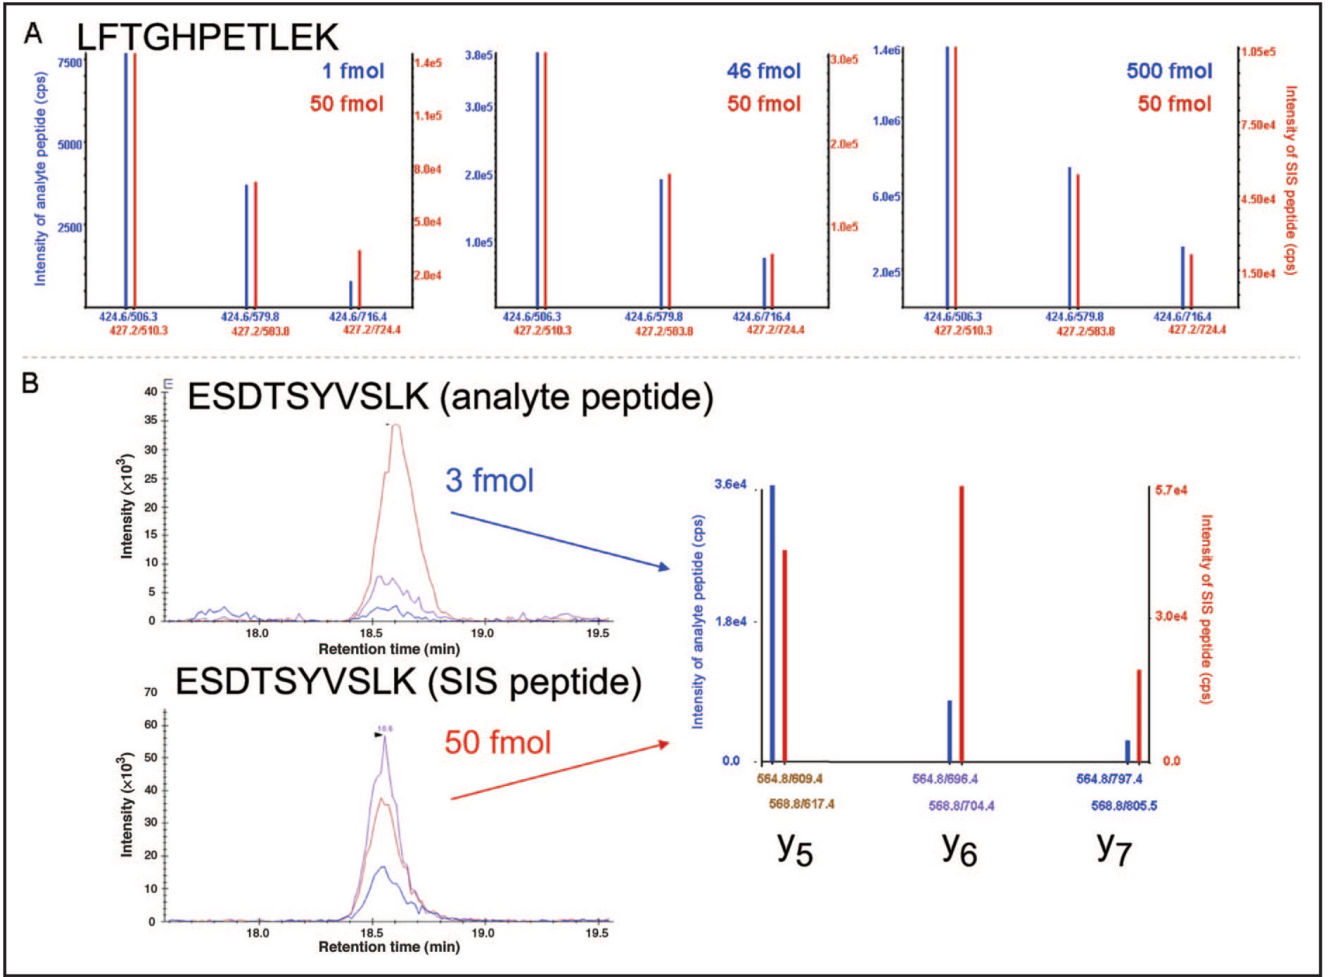 A
LFTGHPETLEK
Intensity of analyte peptide (cps)
7500
5000
2500
1 fmol
50 fmol
1.4e5
1.1e5
8.0e4
5.0e4
2.0e4
424.6/506.3
427.2/510.3
424.6/579.8
427.2/583.8
424.6/716.4
427.2/724.4
3.8e5
3.0e5
2.0e5
1.0e5
46 fmol
50 fmol
3.0e5
2.0e5
1.0e5
424.6/506.3
427.2/510.3
424.6/579.8
427.2/583.8
424.6/716.4
427.2/724.4
1.4e6
1.0e6
6.0e5
2.0e5
500 fmol
50 fmol
1.05e5
7.50e4
4.50e4
1.50e4
Intensity of SIS peptide (cps)
424.6/506.3
427.2/510.3
424.6/579.8
427.2/583.8
424.6/716.4
427.2/724.4
B
ESDTSYVSLK (analyte peptide)
Intensity (×10³)
40
35
30
25
20
15
10
5
0
18.0
18.5
19.0
19.5
Retention time (min)
3 fmol
ESDTSYVSLK (SIS peptide)
Intensity (×10³)
70
60
50
40
30
20
10
0
18.0
18.5
19.0
19.5
Retention time (min)
50 fmol
Intensity of analyte peptide (cps)
3.6e4
1.8e4
0.0
5.7e4
3.0e4
0.0
Intensity of SIS peptide (cps)
564.8/609.4
568.8/617.4
564.8/696.4
568.8/704.4
564.8/797.4
568.8/805.5
y₅
y₆
y₇